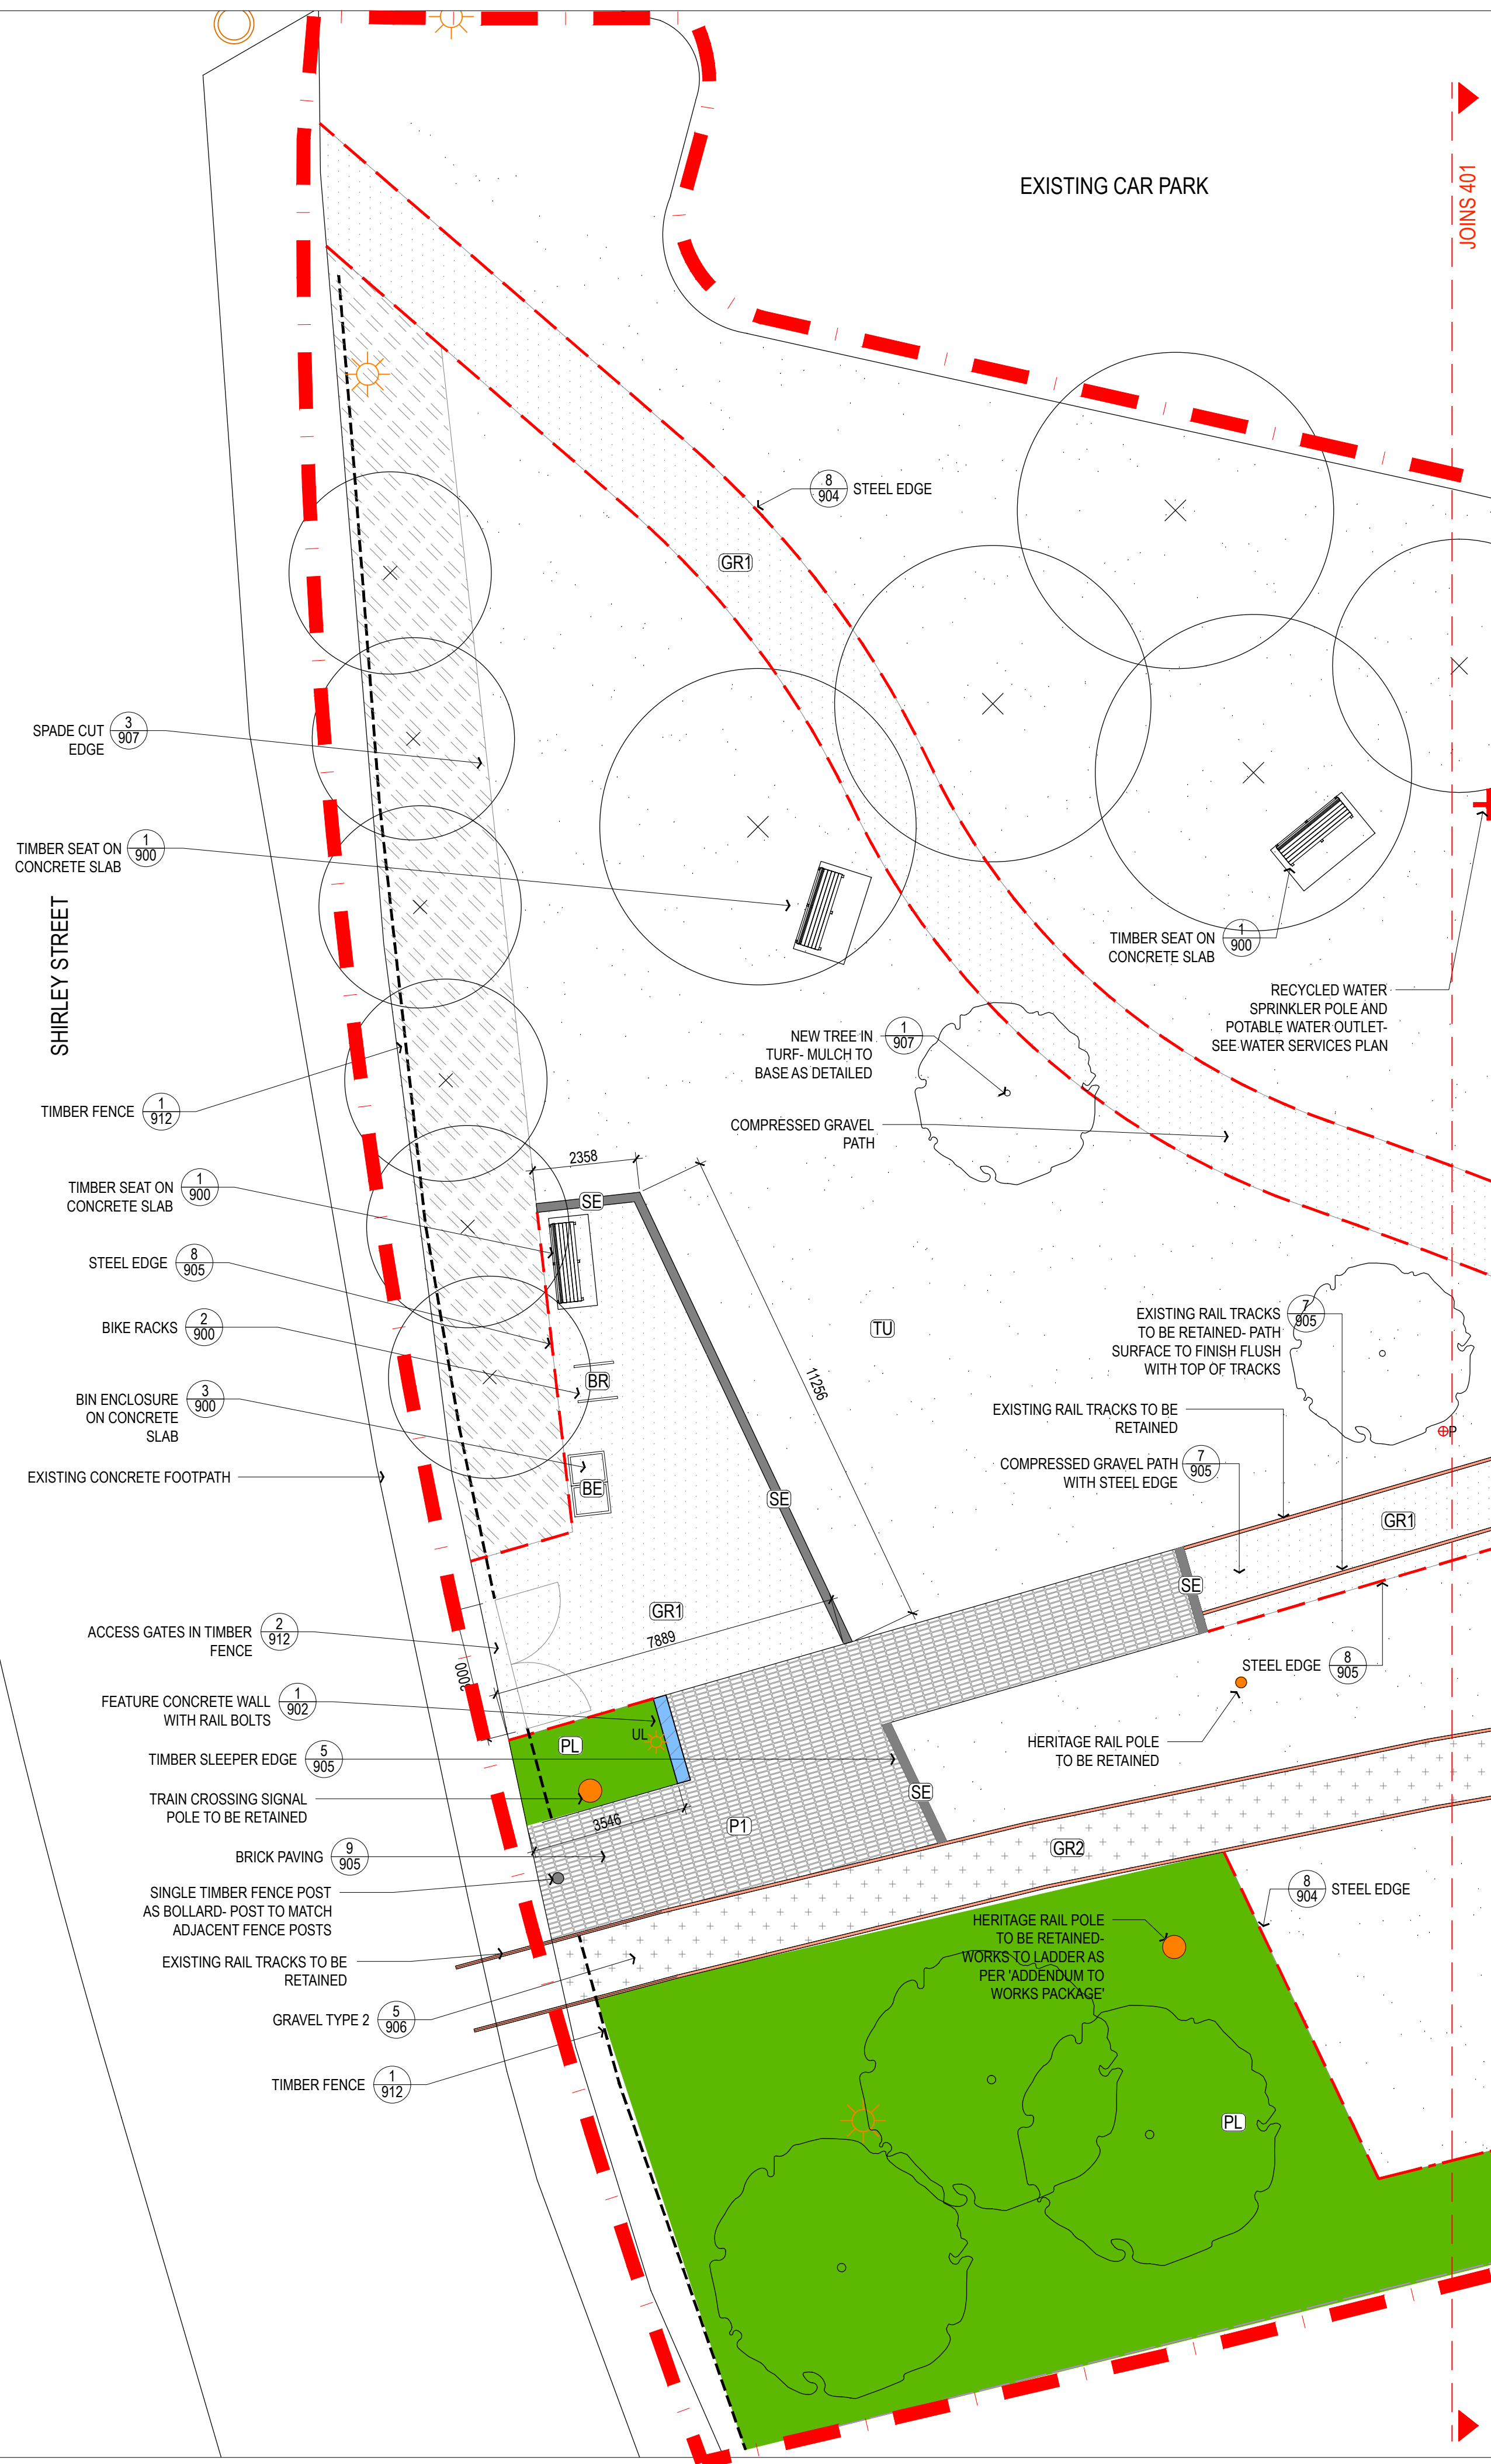 EXISTING CAR PARK
JOINS 401
8
904
STEEL EDGE
GR1
3
907
SPADE CUT
EDGE
1
900
TIMBER SEAT ON
CONCRETE SLAB
SHIRLEY STREET
1
900
TIMBER SEAT ON
CONCRETE SLAB
RECYCLED WATER
SPRINKLER POLE AND
POTABLE WATER OUTLET-
SEE WATER SERVICES PLAN
1
907
NEW TREE IN
TURF- MULCH TO
BASE AS DETAILED
1
912
TIMBER FENCE
COMPRESSED GRAVEL
PATH
2358
1
900
TIMBER SEAT ON
CONCRETE SLAB
SE
8
905
STEEL EDGE
2
900
BIKE RACKS
BR
TU
11256
7
905
EXISTING RAIL TRACKS
TO BE RETAINED- PATH
SURFACE TO FINISH FLUSH
WITH TOP OF TRACKS
3
900
BIN ENCLOSURE
ON CONCRETE
SLAB
EXISTING RAIL TRACKS TO BE
RETAINED
P
EXISTING CONCRETE FOOTPATH
BE
SE
7
905
COMPRESSED GRAVEL PATH
WITH STEEL EDGE
GR1
SE
2
912
ACCESS GATES IN TIMBER
FENCE
GR1
7889
3000
8
905
STEEL EDGE
1
902
FEATURE CONCRETE WALL
WITH RAIL BOLTS
UL
PL
5
905
TIMBER SLEEPER EDGE
HERITAGE RAIL POLE
TO BE RETAINED
SE
TRAIN CROSSING SIGNAL
POLE TO BE RETAINED
3546
P1
GR2
9
905
BRICK PAVING
SINGLE TIMBER FENCE POST
AS BOLLARD- POST TO MATCH
ADJACENT FENCE POSTS
8
904
STEEL EDGE
HERITAGE RAIL POLE
TO BE RETAINED-
WORKS TO LADDER AS
PER 'ADDENDUM TO
WORKS PACKAGE'
EXISTING RAIL TRACKS TO BE
RETAINED
5
906
GRAVEL TYPE 2
1
912
TIMBER FENCE
PL